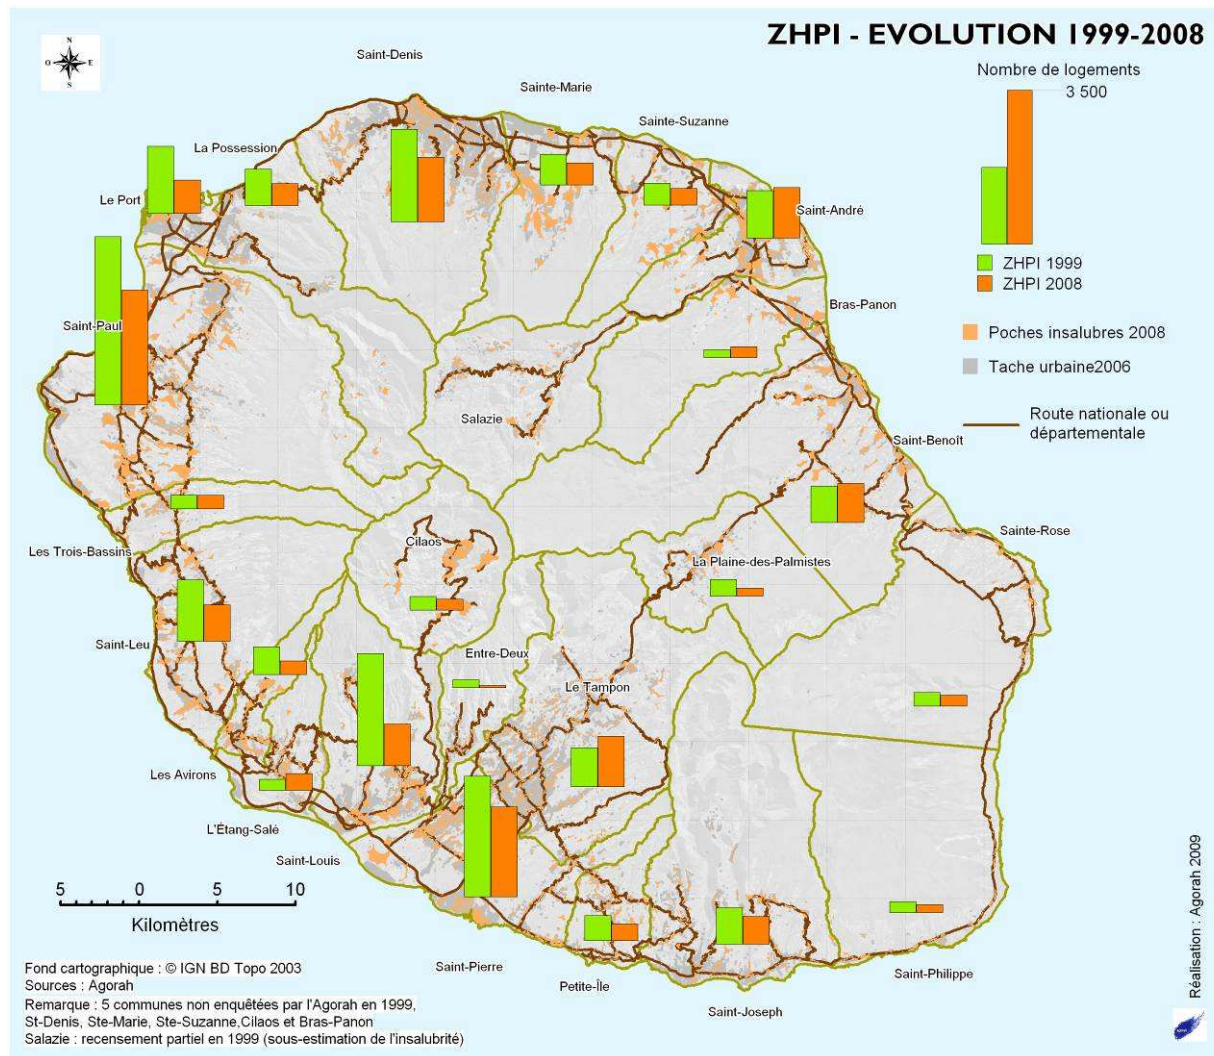 ZHPI - EVOLUTION 1999-2008
Nombre de logements
3 500
ZHPI 1999
ZHPI 2008
Poches insalubres 2008
Tache urbaine2006
Route nationale ou
départementale
N
O
E
S
Saint-Denis
Sainte-Marie
Sainte-Suzanne
La Possession
Le Port
Saint-André
Bras-Panon
Saint-Paul
Salazie
Saint-Benoît
Sainte-Rose
Les Trois-Bassins
Cilaos
La Plaine-des-Palmistes
Saint-Leu
Entre-Deux
Le Tampon
Les Avirons
L'Étang-Salé
Saint-Louis
Saint-Pierre
Petite-Île
Saint-Joseph
Saint-Philippe
5 0 5 10
Kilomètres
Fond cartographique : © IGN BD Topo 2003
Sources : Agorah
Remarque : 5 communes non enquêtées par l'Agorah en 1999,
St-Denis, Ste-Marie, Ste-Suzanne,Cilaos et Bras-Panon
Salazie : recensement partiel en 1999 (sous-estimation de l'insalubrité)
Réalisation : Agorah 2009